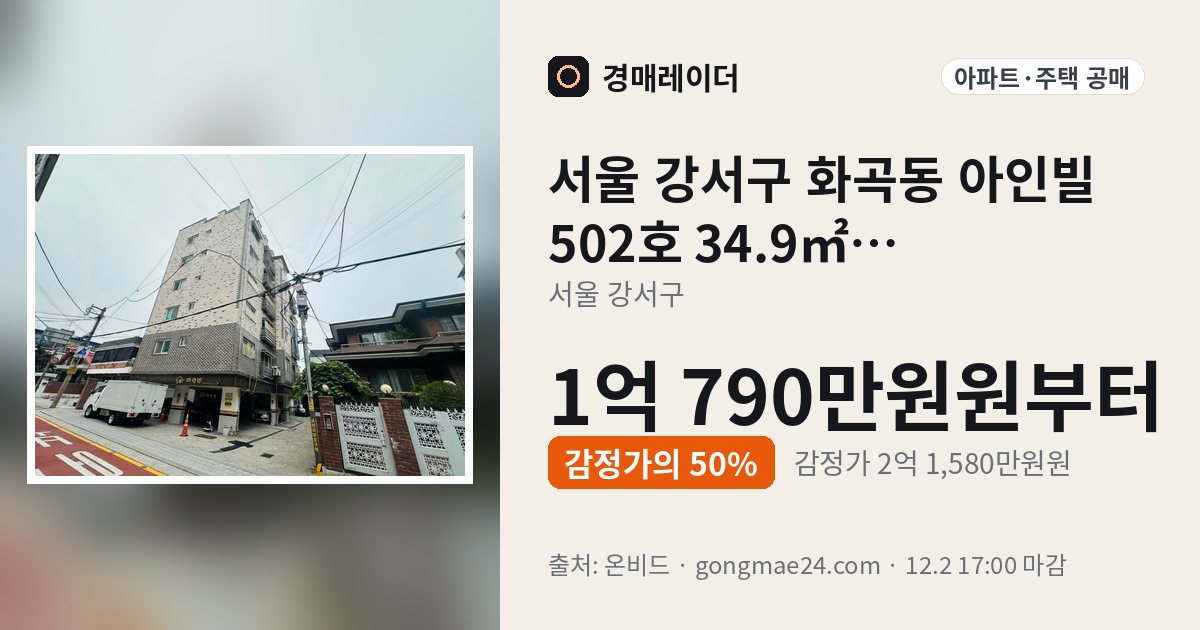 경매레이더
아파트·주택 공매
서울 강서구 화곡동 아인빌
502호 34.9㎡…
서울 강서구
1억 790만원원부터
감정가의 50%
감정가 2억 1,580만원원
출처: 온비드 · gongmae24.com · 12.2 17:00 마감